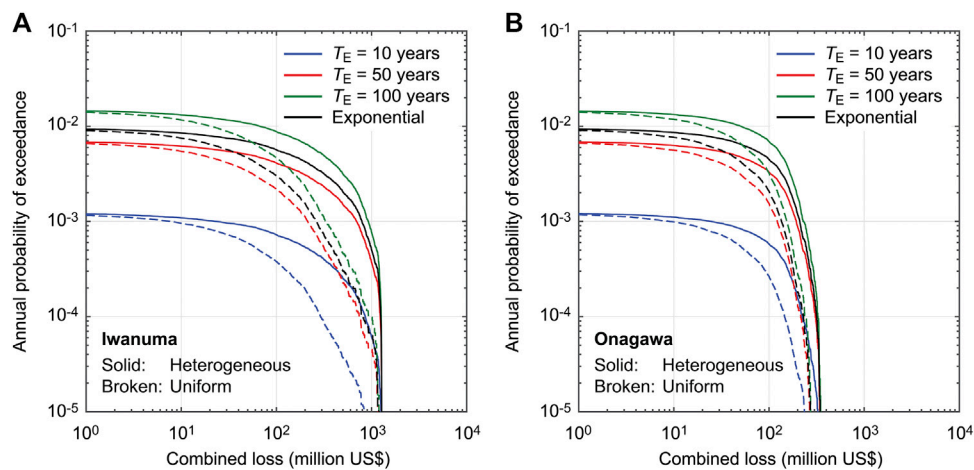 A
Annual probability of exceedance
10^-1
10^-2
10^-3
10^-4
10^-5
T_E = 10 years
T_E = 50 years
T_E = 100 years
Exponential
Iwanuma
Solid: Heterogeneous
Broken: Uniform
10^0 10^1 10^2 10^3 10^4
Combined loss (million US$)
B
Annual probability of exceedance
10^-1
10^-2
10^-3
10^-4
10^-5
T_E = 10 years
T_E = 50 years
T_E = 100 years
Exponential
Onagawa
Solid: Heterogeneous
Broken: Uniform
10^0 10^1 10^2 10^3 10^4
Combined loss (million US$)